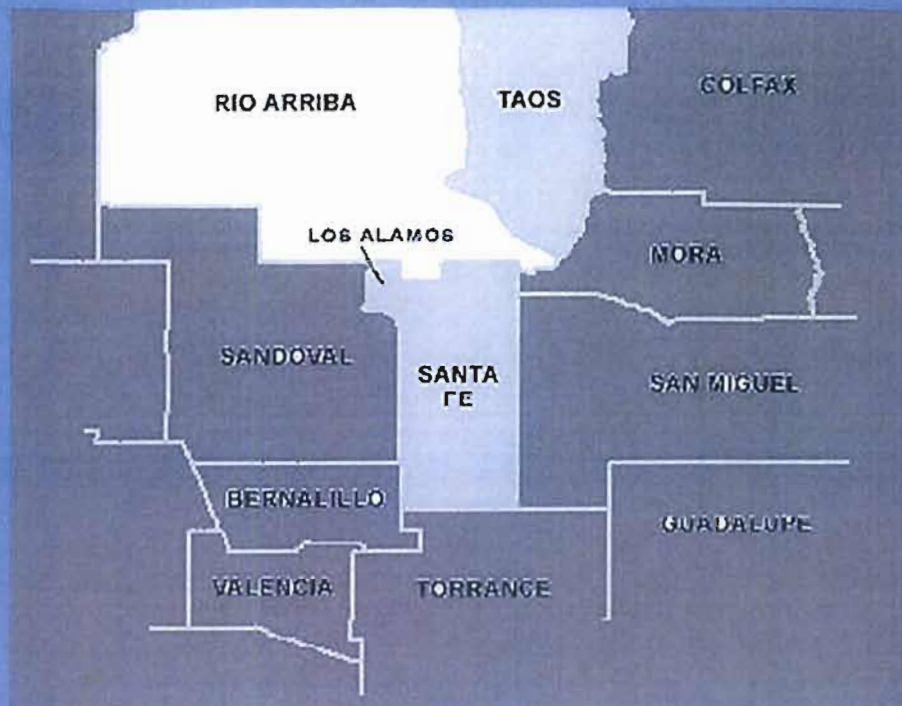 RIO ARRIBA
TAOS
COLFAX
LOS ALAMOS
MORA
SANDOVAL
SANTA
FE
SAN MIGUEL
BERNALILLO
GUADALUPE
VALENCIA
TORRANCE